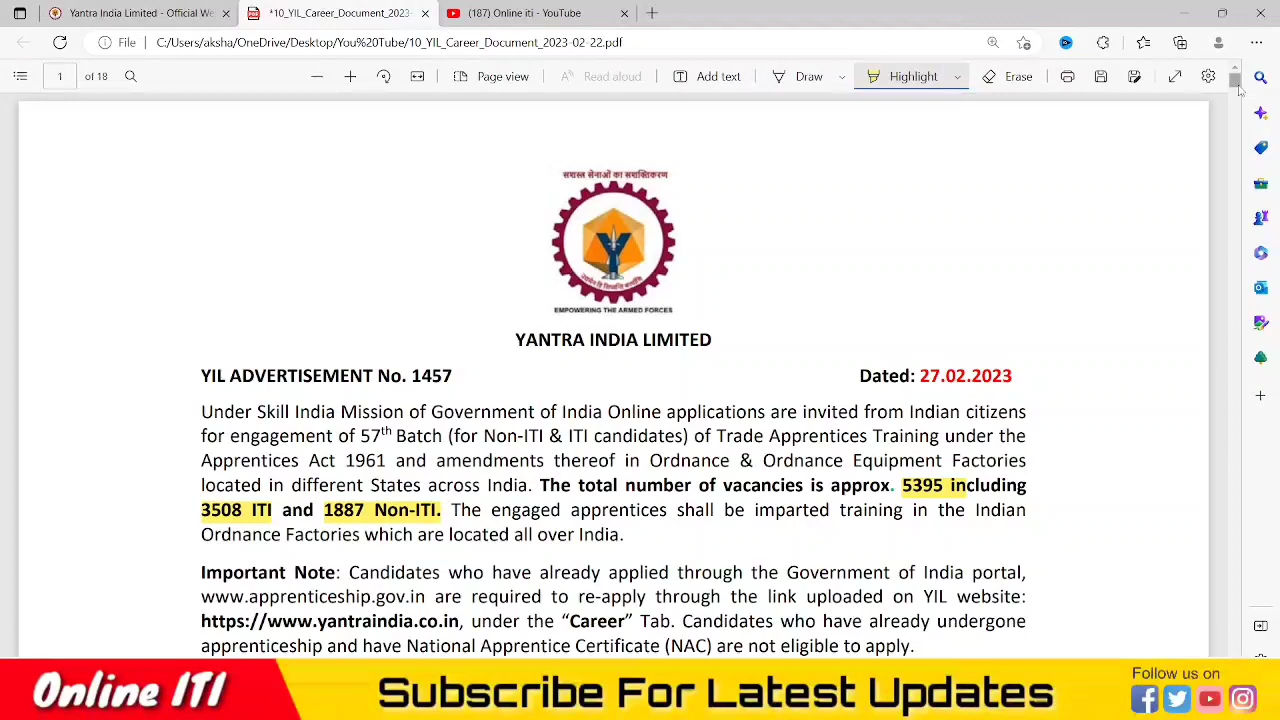 Yantra India Limited - Official We
*10_YIL_Career_Document_2023-
(187) Online iti - YouTube
File
C:/Users/aksha/OneDrive/Desktop/You%20Tube/10_YIL_Career_Document_2023-02-22.pdf
1 of 18
Page view
Read aloud
Add text
Draw
Highlight
Erase
सशस्त्र सेनाओं का सशक्तिकरण
EMPOWERING THE ARMED FORCES
YANTRA INDIA LIMITED
YIL ADVERTISEMENT No. 1457
Dated: 27.02.2023
Under Skill India Mission of Government of India Online applications are invited from Indian citizens
for engagement of 57th Batch (for Non-ITI & ITI candidates) of Trade Apprentices Training under the
Apprentices Act 1961 and amendments thereof in Ordnance & Ordnance Equipment Factories
located in different States across India. The total number of vacancies is approx. 5395 including
3508 ITI and 1887 Non-ITI. The engaged apprentices shall be imparted training in the Indian
Ordnance Factories which are located all over India.
Important Note: Candidates who have already applied through the Government of India portal,
www.apprenticeship.gov.in are required to re-apply through the link uploaded on YIL website:
https://www.yantraindia.co.in, under the “Career” Tab. Candidates who have already undergone
apprenticeship and have National Apprentice Certificate (NAC) are not eligible to apply.
Online ITI
Subscribe For Latest Updates
Follow us on